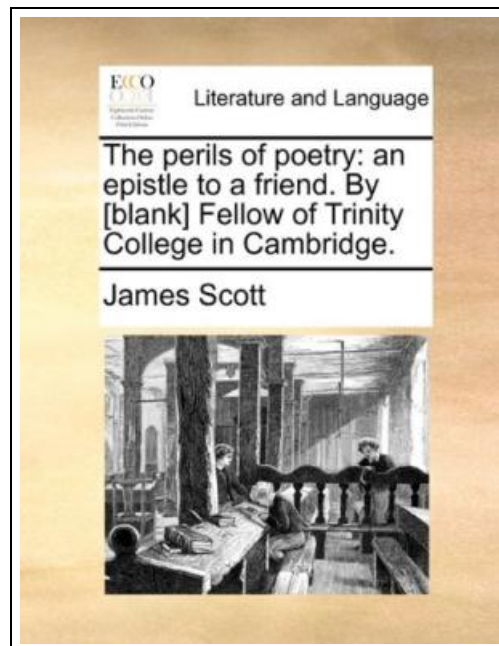 ECCO
Literature and Language
The perils of poetry: an
epistle to a friend. By
[blank] Fellow of Trinity
College in Cambridge.
James Scott